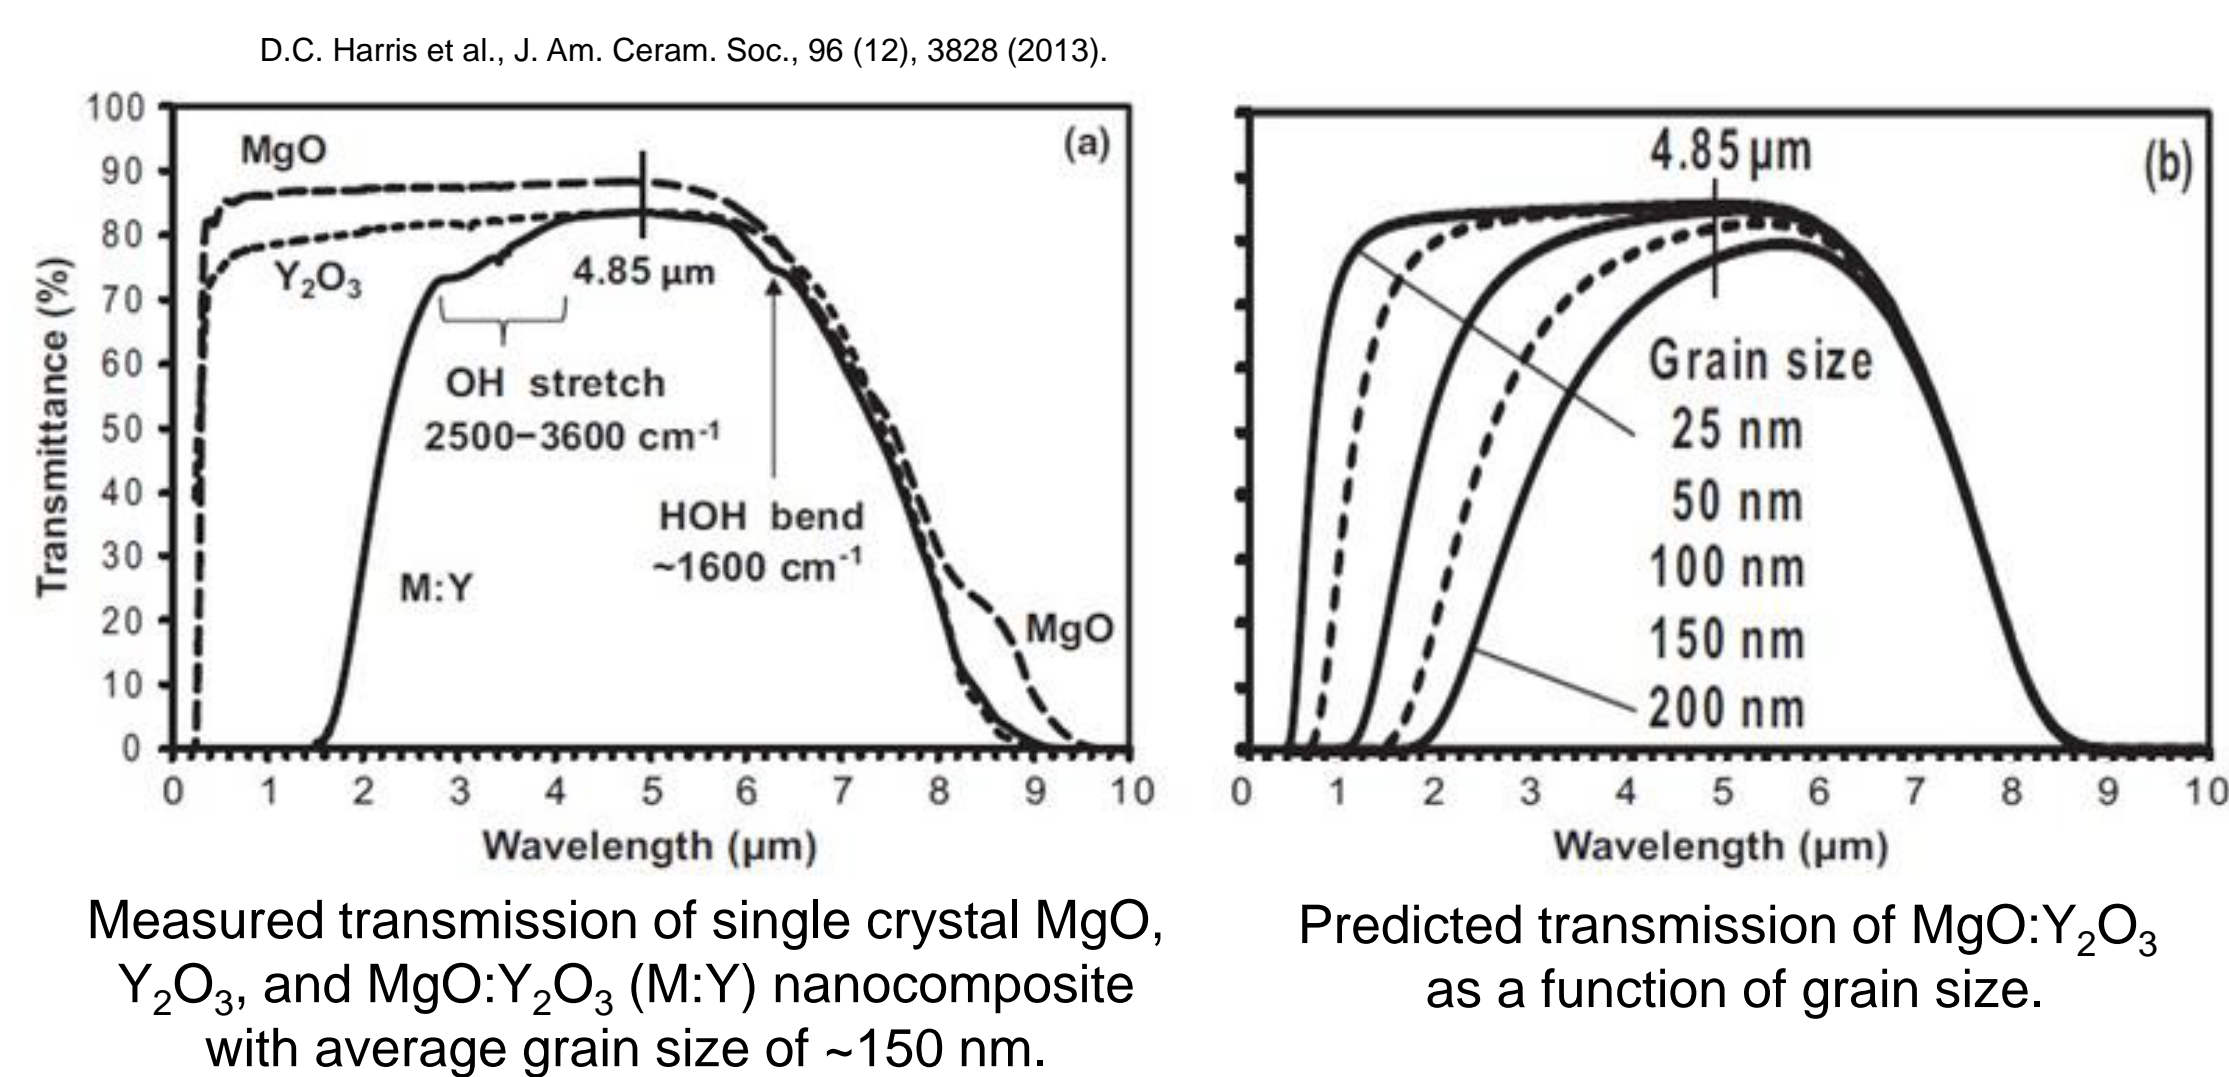 D.C. Harris et al., J. Am. Ceram. Soc., 96 (12), 3828 (2013).
Transmittance (%)
100
90
80
70
60
50
40
30
20
10
0
MgO
(a)
Y₂O₃
4.85 µm
OH stretch
2500–3600 cm⁻¹
HOH bend
~1600 cm⁻¹
M:Y
MgO
0 1 2 3 4 5 6 7 8 9 10
Wavelength (µm)
4.85 µm
(b)
Grain size
25 nm
50 nm
100 nm
150 nm
200 nm
0 1 2 3 4 5 6 7 8 9 10
Wavelength (µm)
Measured transmission of single crystal MgO,
Y₂O₃, and MgO:Y₂O₃ (M:Y) nanocomposite
with average grain size of ~150 nm.
Predicted transmission of MgO:Y₂O₃
as a function of grain size.